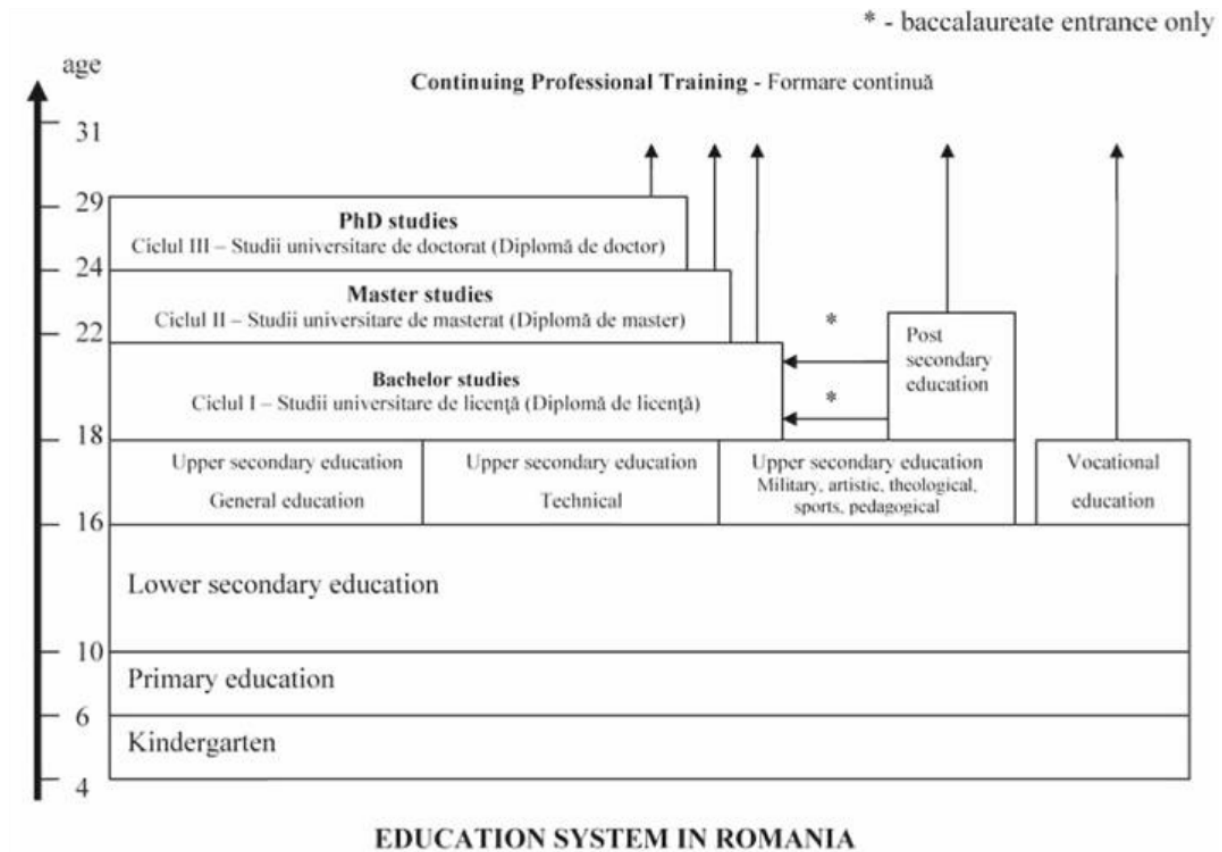 * - baccalaureate entrance only
age
Continuing Professional Training - Formare continuă
31
29
PhD studies
Ciclul III – Studii universitare de doctorat (Diplomă de doctor)
24
Master studies
Ciclul II – Studii universitare de masterat (Diplomă de master)
*
22
Post
secondary
education
Bachelor studies
Ciclul I – Studii universitare de licenţă (Diplomă de licenţă)
*
18
Upper secondary education
General education
Upper secondary education
Technical
Upper secondary education
Military, artistic, theological,
sports, pedagogical
Vocational
education
16
Lower secondary education
10
Primary education
6
Kindergarten
4
EDUCATION SYSTEM IN ROMANIA